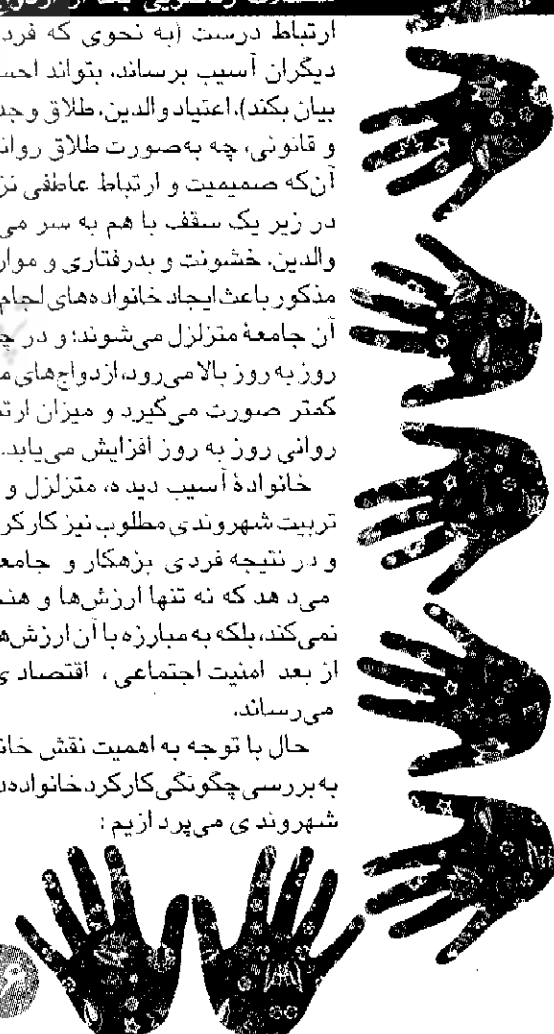 ارتباط درست (به نحوی که فرد
دیگران آسیب برساند، بتواند احس
بیان بکند)، اعتیاد والدین، طلاق و جد
و قانونی، چه به‌صورت طلاق روان
آن‌که صمیمیت و ارتباط عاطفی نز
در زیر یک سقف با هم به سر می
والدین، خشونت و بدرفتاری و موار
مذکور باعث ایجاد خانواده‌های لجام
آن جامعهٔ متزلزل می‌شوند؛ و در چ
روز به روز بالا می‌رود، ازدواج‌های م
کمتر صورت می‌گیرد و میزان ارت
روانی روز به روز افزایش می‌یابد.
خانوادهٔ آسیب دیده، متزلزل و
تربیت شهروندی مطلوب نیز کارکر
و در نتیجه فردی بزهکار و جامع
می‌دهد که نه تنها ارزش‌ها و هنج
نمی‌کند، بلکه به مبارزه با آن ارزش‌ه
از بعد امنیت اجتماعی ، اقتصادی
می‌رساند.
حال با توجه به اهمیت نقش خان
به بررسی چگونگی کارکرد خانواده در
شهروندی می‌پردازیم :